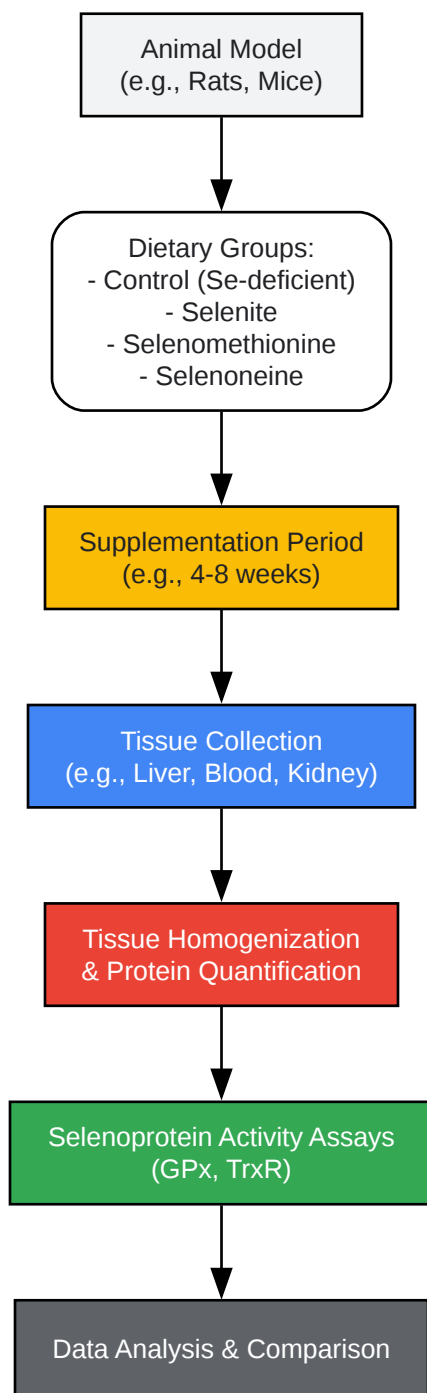 Animal Model
(e.g., Rats, Mice)
Dietary Groups:
- Control (Se-deficient)
- Selenite
- Selenomethionine
- Selenoneine
Supplementation Period
(e.g., 4-8 weeks)
Tissue Collection
(e.g., Liver, Blood, Kidney)
Tissue Homogenization
& Protein Quantification
Selenoprotein Activity Assays
(GPx, TrxR)
Data Analysis & Comparison